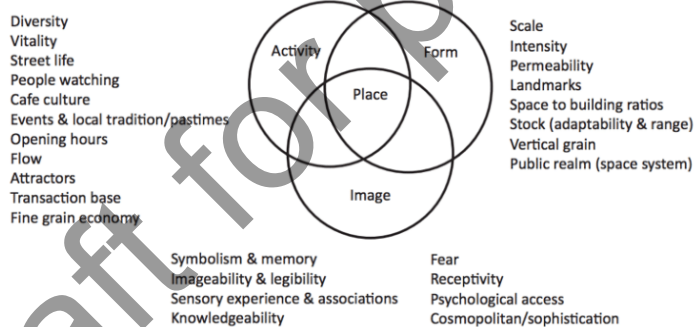 Diversity
Vitality
Street life
People watching
Cafe culture
Events & local tradition/pastimes
Opening hours
Flow
Attractors
Transaction base
Fine grain economy
Activity
Form
Place
Image
Scale
Intensity
Permeability
Landmarks
Space to building ratios
Stock (adaptability & range)
Vertical grain
Public realm (space system)
Symbolism & memory
Imageability & legibility
Sensory experience & associations
Knowledgeability
Fear
Receptivity
Psychological access
Cosmopolitan/sophistication
aft for p